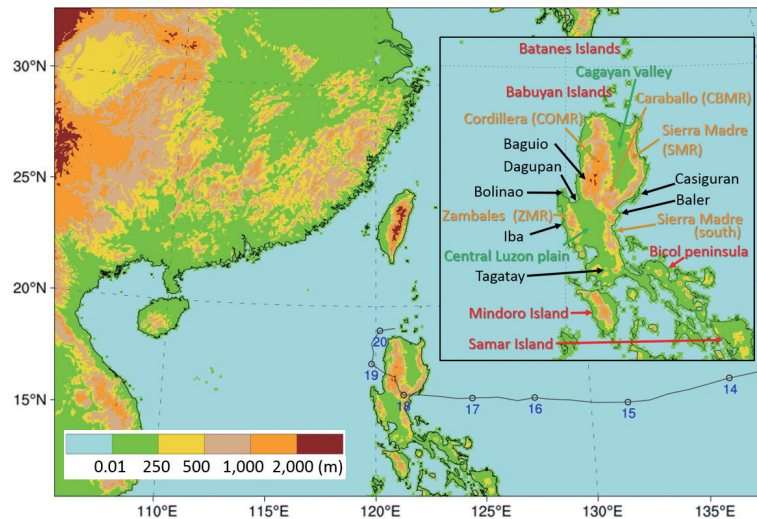 30°N
25°N
20°N
15°N
110°E
115°E
120°E
125°E
130°E
135°E
0.01
250
500
1,000
2,000 (m)
20
19
18
17
16
15
14
Batanes Islands
Cagayan valley
Babuyan Islands
Caraballo (CBMR)
Cordillera (COMR)
Sierra Madre
(SMR)
Baguio
Dagupan
Casiguran
Bolinao
Baler
Zambales (ZMR)
Sierra Madre
(south)
Iba
Central Luzon plain
Bicol peninsula
Tagatay
Mindoro Island
Samar Island